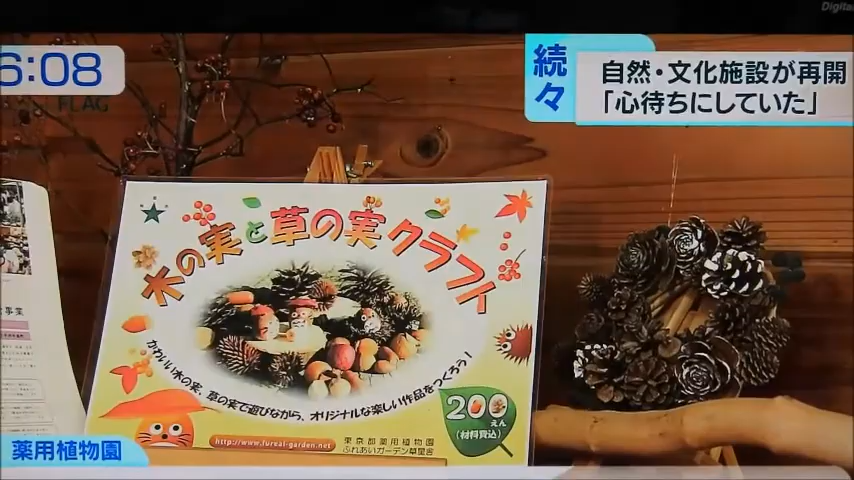 Digital
6:08
FLAG
続々
自然・文化施設が再開
「心待ちにしていた」
木の実と草の実クラフト
かわいい木の実、草の実で遊びながら、オリジナルな楽しい作品をつくろう！
200えん
(材料費込)
http://www.fureai-garden.net
東京都薬用植物園
ふれあいガーデン草星舎
薬用植物園